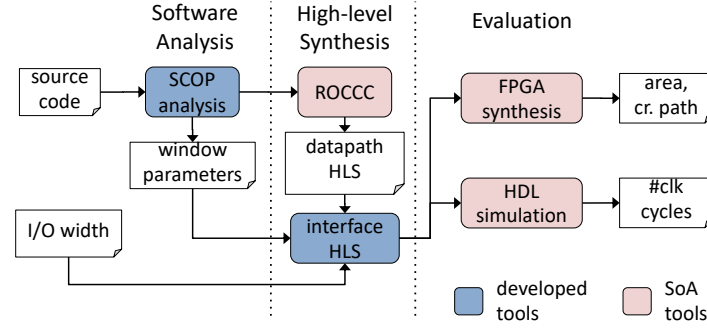 Software
Analysis
High-level
Synthesis
Evaluation
source
code
SCOP
analysis
ROCCC
FPGA
synthesis
area,
cr. path
window
parameters
datapath
HLS
I/O width
interface
HLS
HDL
simulation
#clk
cycles
developed
tools
SoA
tools